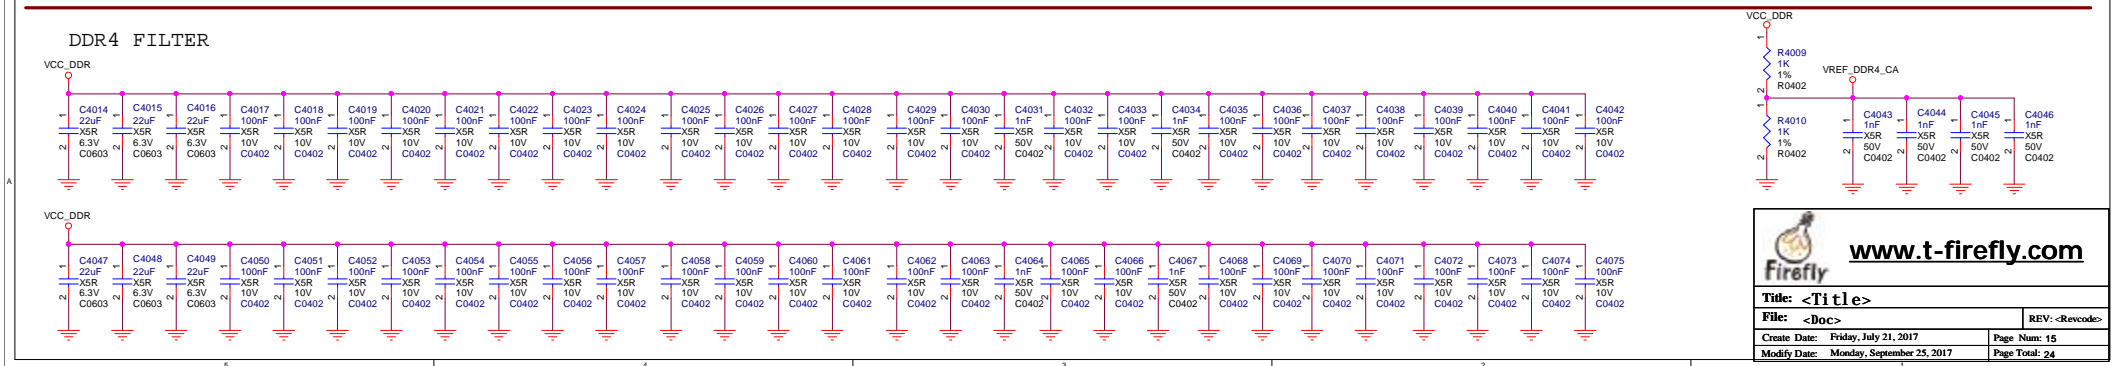 DDR4 FILTER
VCC_DDR
C4014 C4015 C4016 C4017 C4018 C4019 C4020 C4021 C4022 C4023 C4024 C4025 C4026 C4027 C4028 C4029 C4030 C4031 C4032 C4033 C4034 C4035 C4036 C4037 C4038 C4039 C4040 C4041 C4042
22uF 22uF 22uF 100nF 100nF 100nF 100nF 100nF 100nF 100nF 100nF 100nF 100nF 100nF 100nF 100nF 100nF 1nF 100nF 100nF 1nF 100nF 100nF 100nF 100nF 100nF 100nF 100nF 100nF
X5R X5R X5R X5R X5R X5R X5R X5R X5R X5R X5R X5R X5R X5R X5R X5R X5R X5R X5R X5R X5R X5R X5R X5R X5R X5R X5R X5R X5R
6.3V 6.3V 6.3V 10V 10V 10V 10V 10V 10V 10V 10V 10V 10V 10V 10V 10V 10V 50V 10V 10V 50V 10V 10V 10V 10V 10V 10V 10V 10V
C0603 C0603 C0603 C0402 C0402 C0402 C0402 C0402 C0402 C0402 C0402 C0402 C0402 C0402 C0402 C0402 C0402 C0402 C0402 C0402 C0402 C0402 C0402 C0402 C0402 C0402 C0402 C0402 C0402
VCC_DDR
R4009
1K
1%
R0402
VREF_DDR4_CA
R4010
1K
1%
R0402
C4043 C4044 C4045 C4046
1nF 1nF 1nF 1nF
X5R X5R X5R X5R
50V 50V 50V 50V
C0402 C0402 C0402 C0402
A
VCC_DDR
C4047 C4048 C4049 C4050 C4051 C4052 C4053 C4054 C4055 C4056 C4057 C4058 C4059 C4060 C4061 C4062 C4063 C4064 C4065 C4066 C4067 C4068 C4069 C4070 C4071 C4072 C4073 C4074 C4075
22uF 22uF 22uF 100nF 100nF 100nF 100nF 100nF 100nF 100nF 100nF 100nF 100nF 100nF 100nF 100nF 100nF 1nF 100nF 100nF 1nF 100nF 100nF 100nF 100nF 100nF 100nF 100nF 100nF
X5R X5R X5R X5R X5R X5R X5R X5R X5R X5R X5R X5R X5R X5R X5R X5R X5R X5R X5R X5R X5R X5R X5R X5R X5R X5R X5R X5R X5R
6.3V 6.3V 6.3V 10V 10V 10V 10V 10V 10V 10V 10V 10V 10V 10V 10V 10V 10V 50V 10V 10V 50V 10V 10V 10V 10V 10V 10V 10V 10V
C0603 C0603 C0603 C0402 C0402 C0402 C0402 C0402 C0402 C0402 C0402 C0402 C0402 C0402 C0402 C0402 C0402 C0402 C0402 C0402 C0402 C0402 C0402 C0402 C0402 C0402 C0402 C0402 C0402
Firefly
www.t-firefly.com
Title: <Title>
File: <Doc> REV: <Revcode>
Create Date: Friday, July 21, 2017 Page Num: 15
Modify Date: Monday, September 25, 2017 Page Total: 24